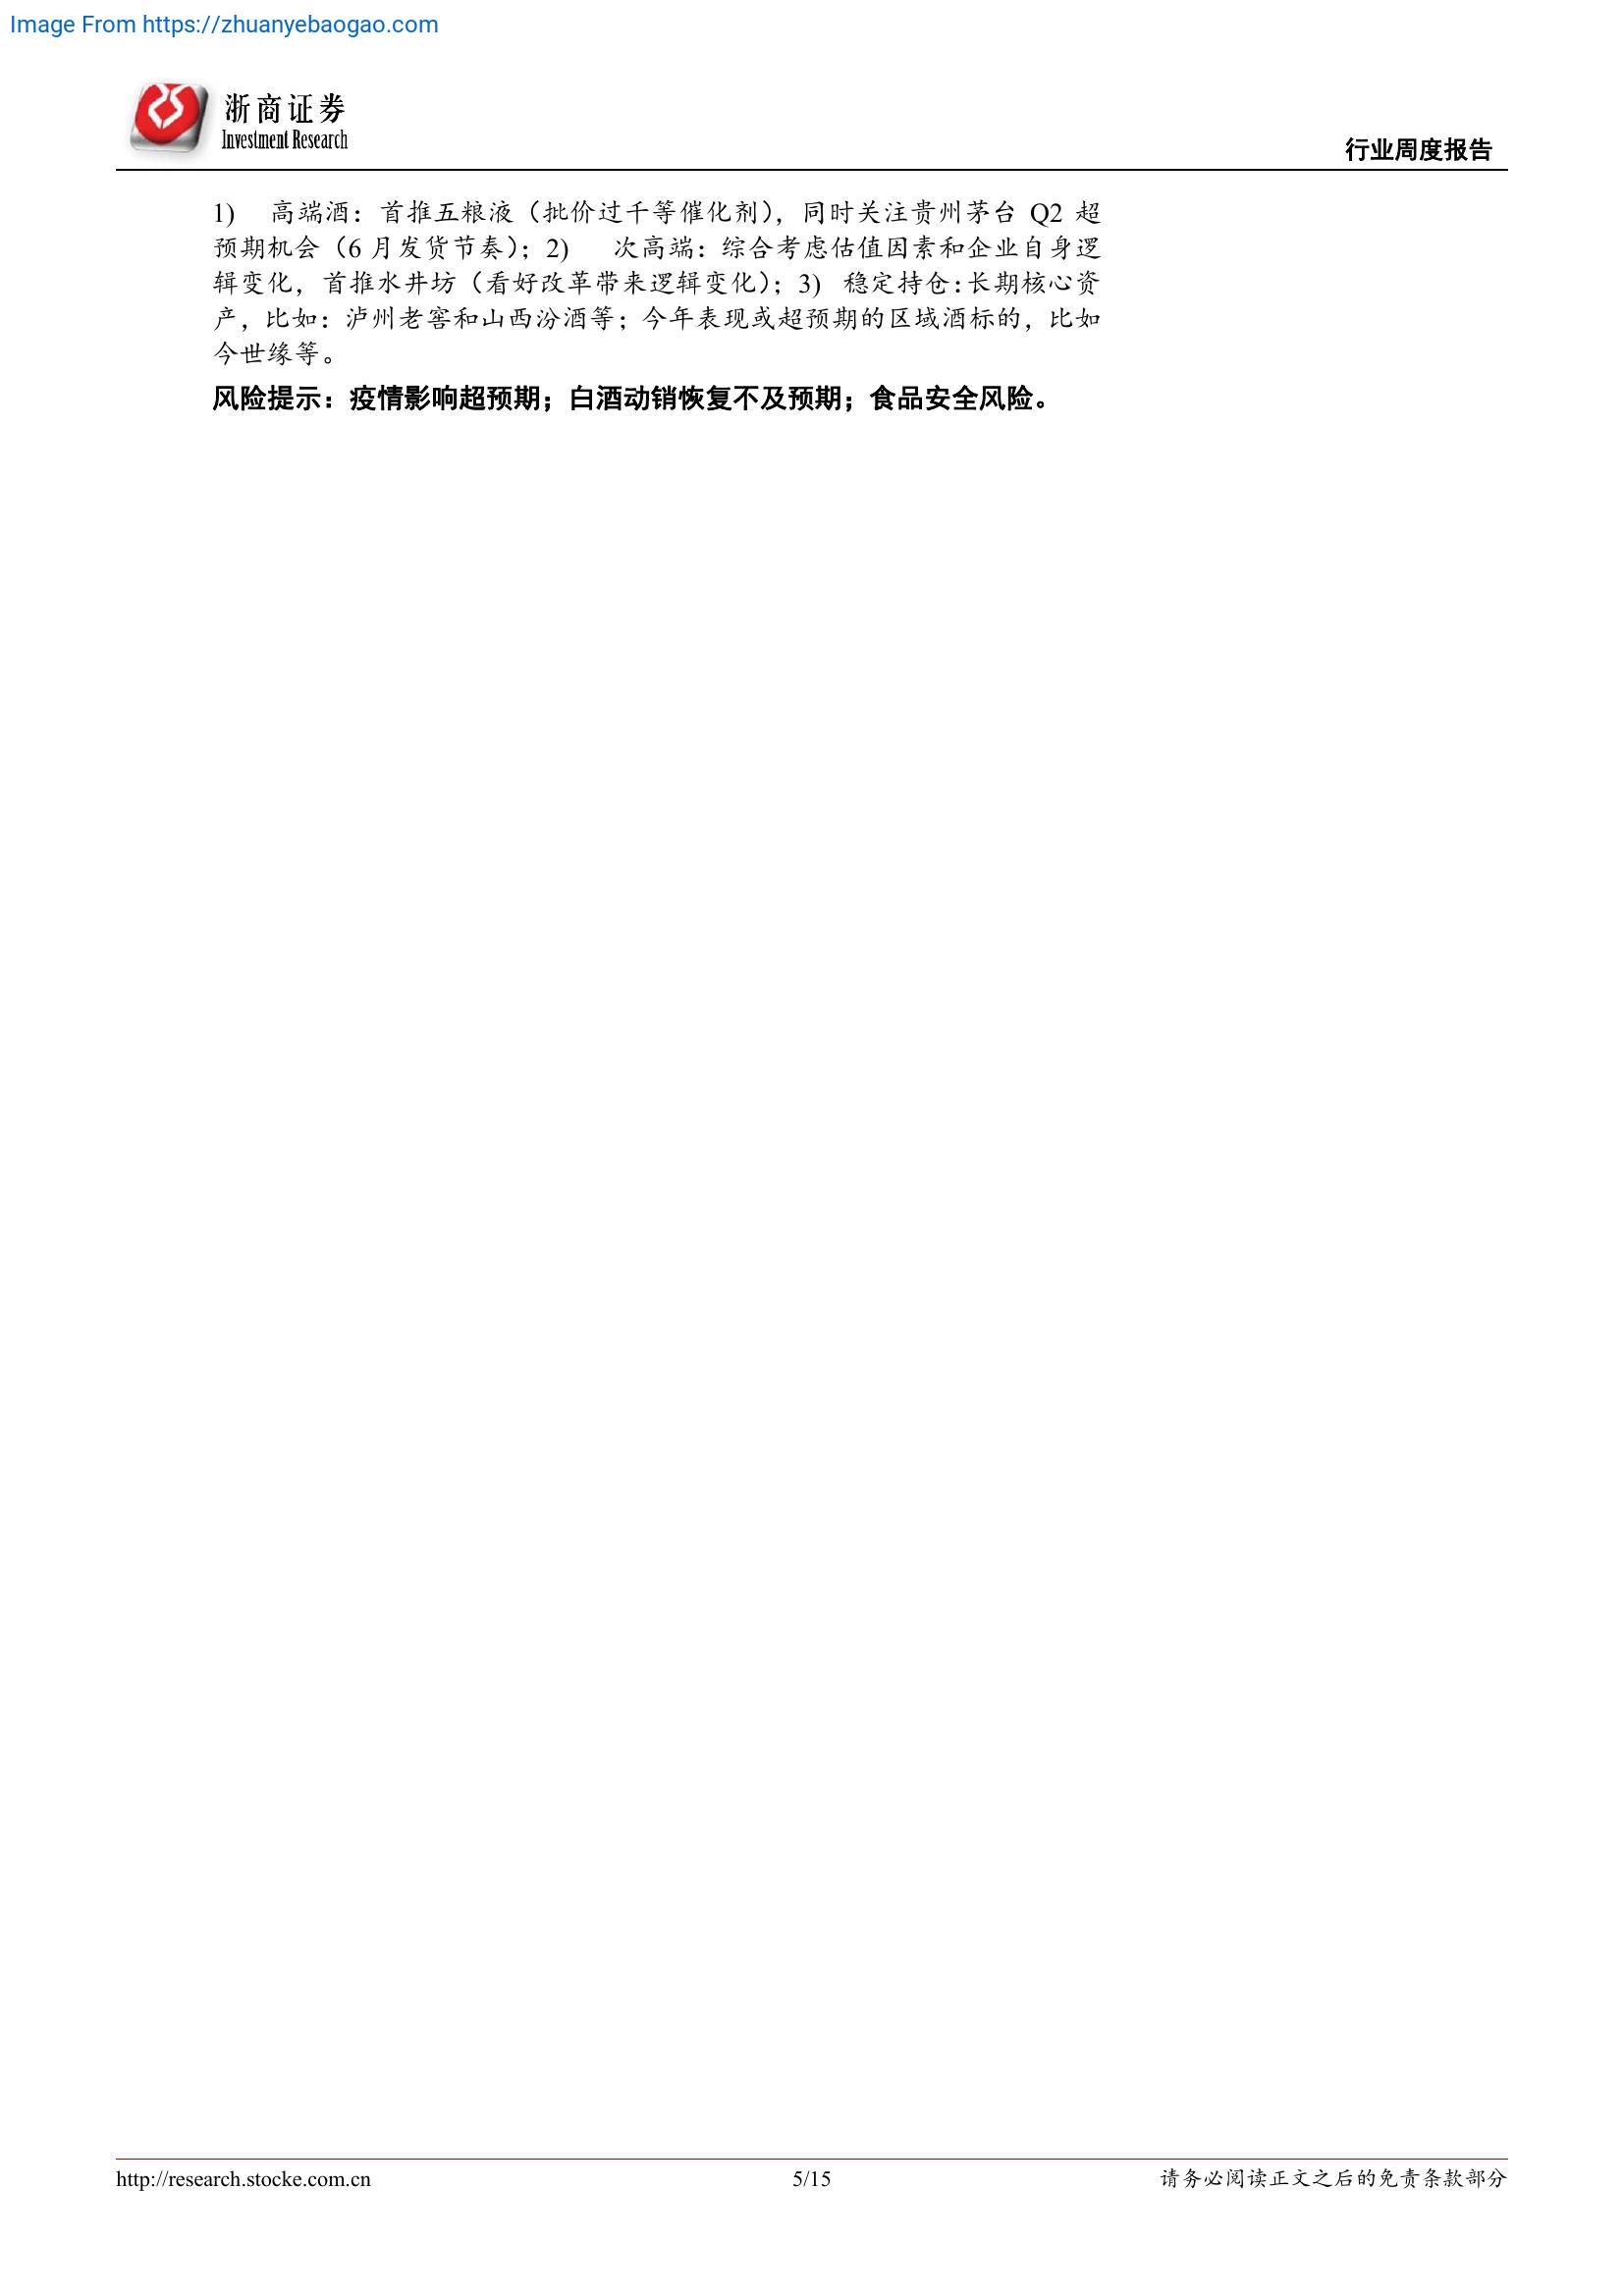 Image From https://zhuanyebaogao.com
浙商证券
Investment Research
行业周度报告
1) 高端酒：首推五粮液（批价过千等催化剂），同时关注贵州茅台 Q2 超
预期机会（6 月发货节奏）；2) 次高端：综合考虑估值因素和企业自身逻
辑变化，首推水井坊（看好改革带来逻辑变化）；3) 稳定持仓：长期核心资
产，比如：泸州老窖和山西汾酒等；今年表现或超预期的区域酒标的，比如
今世缘等。
风险提示：疫情影响超预期；白酒动销恢复不及预期；食品安全风险。
http://research.stocke.com.cn
5/15
请务必阅读正文之后的免责条款部分